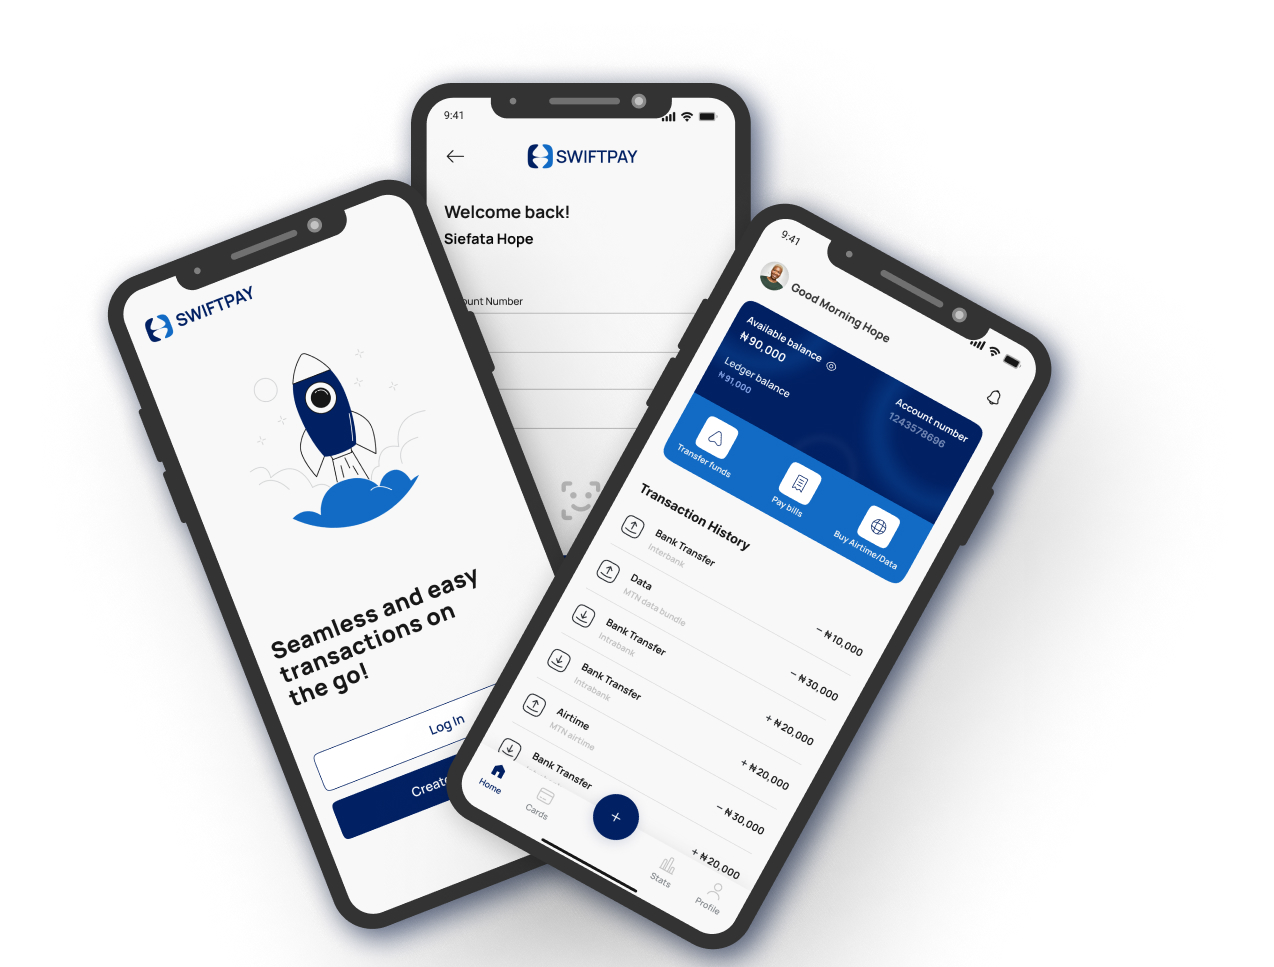 SWIFTPAY
Seamless and easy
transactions on
the go!
Log In
9:41
SWIFTPAY
Welcome back!
Siefata Hope
Number
9:41
Good Morning Hope
Available balance
₦90,000
Ledger balance
₦91,000
Account number
1243578696
Transfer funds
Pay bills
Buy Airtime/Data
Transaction History
Bank Transfer
Interbank
– ₦10,000
Data
MTN data bundle
– ₦30,000
Bank Transfer
Intrabank
+ ₦20,000
Bank Transfer
Intrabank
+ ₦20,000
Airtime
MTN airtime
– ₦30,000
Bank Transfer
+ ₦20,000
Home
Cards
+
Stats
Profile